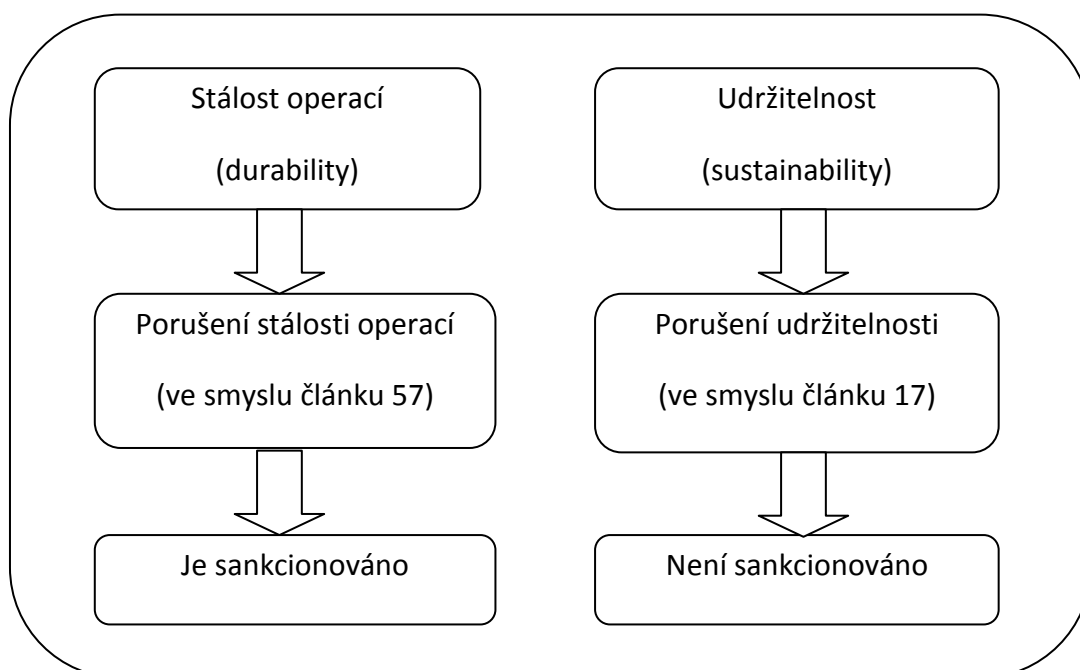 Stálost operací
(durability)
Udržitelnost
(sustainability)
Porušení stálosti operací
(ve smyslu článku 57)
Porušení udržitelnosti
(ve smyslu článku 17)
Je sankcionováno
Není sankcionováno